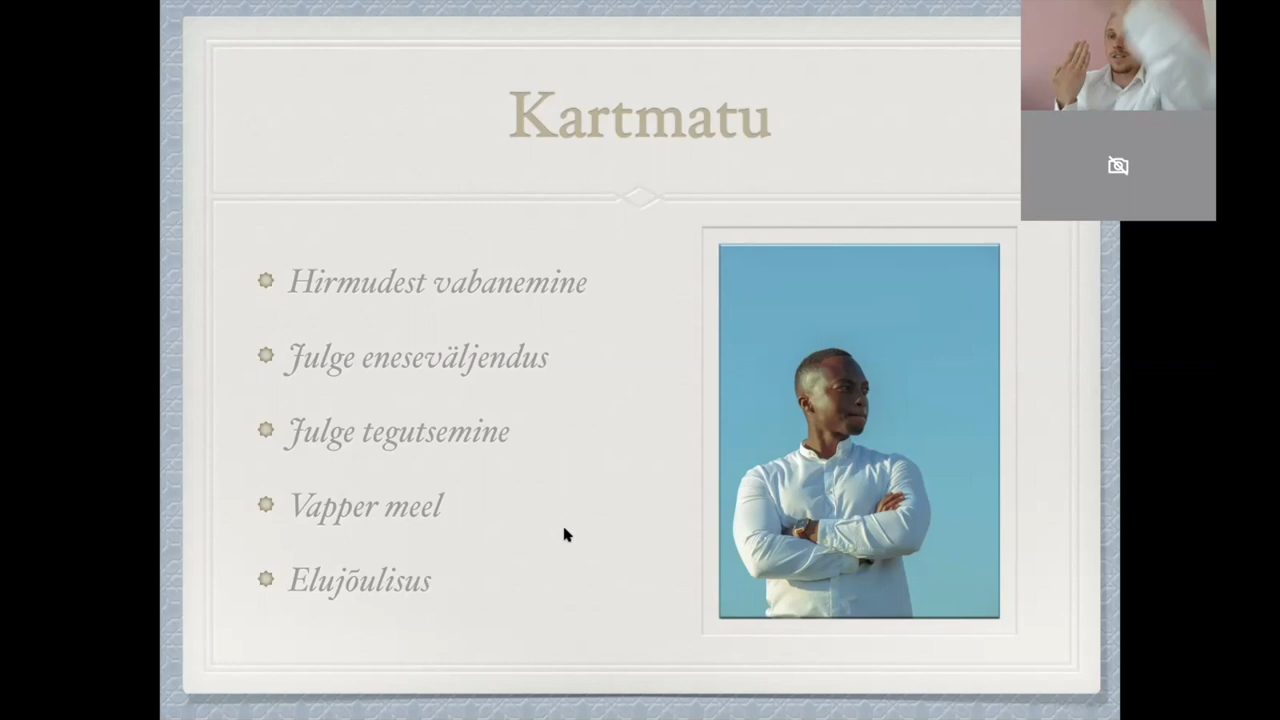 Kartmatu
Hirmudest vabanemine
Julge eneseväljendus
Julge tegutsemine
Vapper meel
Elujõulisus